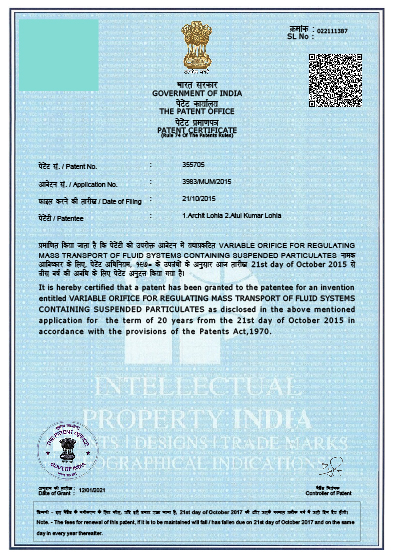 क्रमांक :
SL No :
022111387
भारत सरकार
GOVERNMENT OF INDIA
पेटेंट कार्यालय
THE PATENT OFFICE
पेटेंट प्रमाणपत्र
PATENT CERTIFICATE
(Rule 74 Of The Patents Rules)
पेटेंट सं. / Patent No. : 355705
आवेदन सं. / Application No. : 3983/MUM/2015
फाइल करने की तारीख / Date of Filing : 21/10/2015
पेटेंटी / Patentee : 1.Archit Lohia 2.Atul Kumar Lohia
प्रमाणित किया जाता है कि पेटेंटी को उपरोक्त आवेदन में यथाप्रकटित VARIABLE ORIFICE FOR REGULATING
MASS TRANSPORT OF FLUID SYSTEMS CONTAINING SUSPENDED PARTICULATES नामक
आविष्कार के लिए, पेटेंट अधिनियम, १९७० के उपबंधों के अनुसार आज तारीख 21st day of October 2015 से
बीस वर्ष की अवधि के लिए पेटेंट अनुदत्त किया गया है।
It is hereby certified that a patent has been granted to the patentee for an invention
entitled VARIABLE ORIFICE FOR REGULATING MASS TRANSPORT OF FLUID SYSTEMS
CONTAINING SUSPENDED PARTICULATES as disclosed in the above mentioned
application for the term of 20 years from the 21st day of October 2015 in
accordance with the provisions of the Patents Act,1970.
INTELLECTUAL
PROPERTY INDIA
TS | DESIGNS | TRADE MARKS
OGRAPHICAL INDICATIONS
THE PATENT OFFICE
GOVT. OF INDIA
अनुदान की तारीख :
Date of Grant : 12/01/2021
पेटेंट नियंत्रक
Controller of Patent
टिप्पणी - इस पेटेंट के नवीकरण के लिए फीस, यदि इसे बनाए रखा जाना है, 21st day of October 2017 को और उसके पश्चात प्रत्येक वर्ष में उसी दिन देय होगी।
Note. - The fees for renewal of this patent, if it is to be maintained will fall / has fallen due on 21st day of October 2017 and on the same
day in every year thereafter.